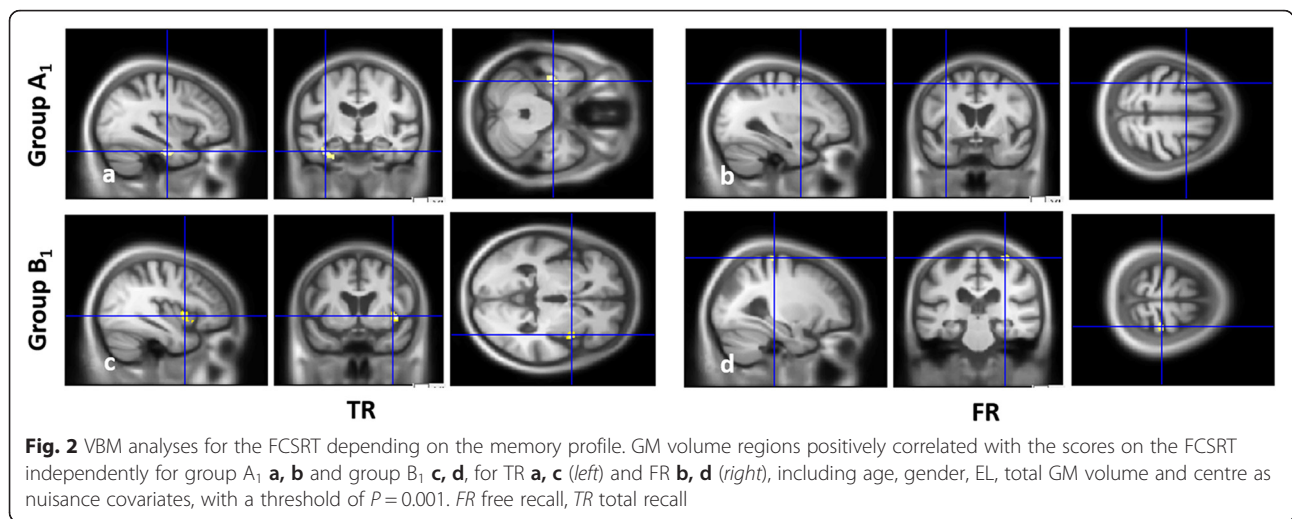 Group A1
a
b
Group B1
c
d
TR
FR
Fig. 2 VBM analyses for the FCSRT depending on the memory profile. GM volume regions positively correlated with the scores on the FCSRT
independently for group A1 a, b and group B1 c, d, for TR a, c (left) and FR b, d (right), including age, gender, EL, total GM volume and centre as
nuisance covariates, with a threshold of P = 0.001. FR free recall, TR total recall